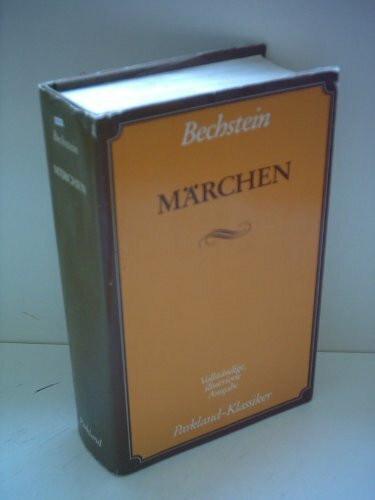 Bechstein
MÄRCHEN
Vollständige,
illustrierte
Ausgabe
Parkland-Klassiker
Bechstein
MÄRCHEN
Parkland